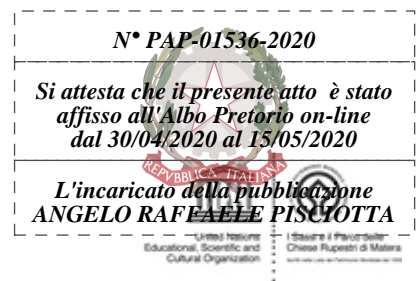 N° PAP-01536-2020
Si attesta che il presente atto è stato
affisso all'Albo Pretorio on-line
dal 30/04/2020 al 15/05/2020
L'incaricato della pubblicazione
ANGELO RAFFAELE PISCIOTTA
REPVBBLICA ITALIANA
United Nations
Educational, Scientific and
Cultural Organization
I Sassi e il Parco delle
Chiese Rupestri di Matera